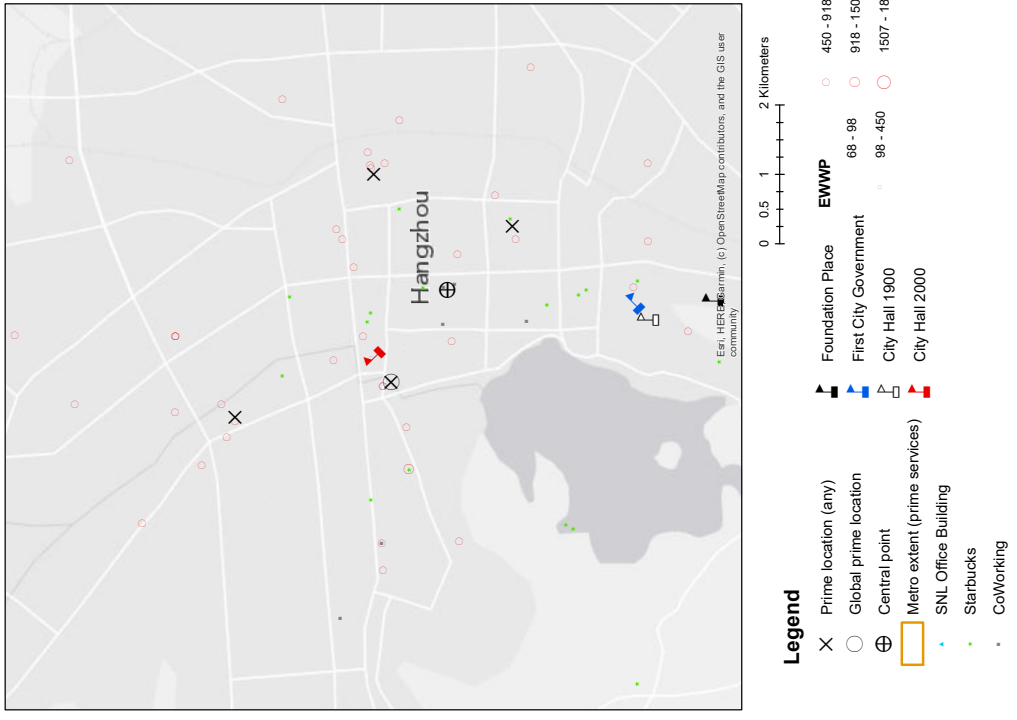 Hangzhou
Esri, HERE, Garmin, (c) OpenStreetMap contributors, and the GIS user
community
0 0.5 1 2 Kilometers
Legend
Prime location (any)
Global prime location
Central point
Metro extent (prime services)
SNL Office Building
Starbucks
CoWorking
Foundation Place
First City Government
City Hall 1900
City Hall 2000
EWWP
68 - 98
98 - 450
450 - 918
918 - 150
1507 - 18